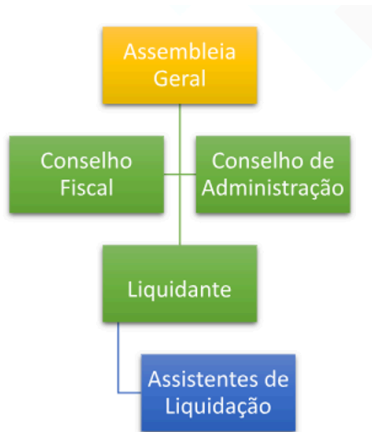 Assembleia
Geral
Conselho
Fiscal
Conselho de
Administração
Liquidante
Assistentes de
Liquidação